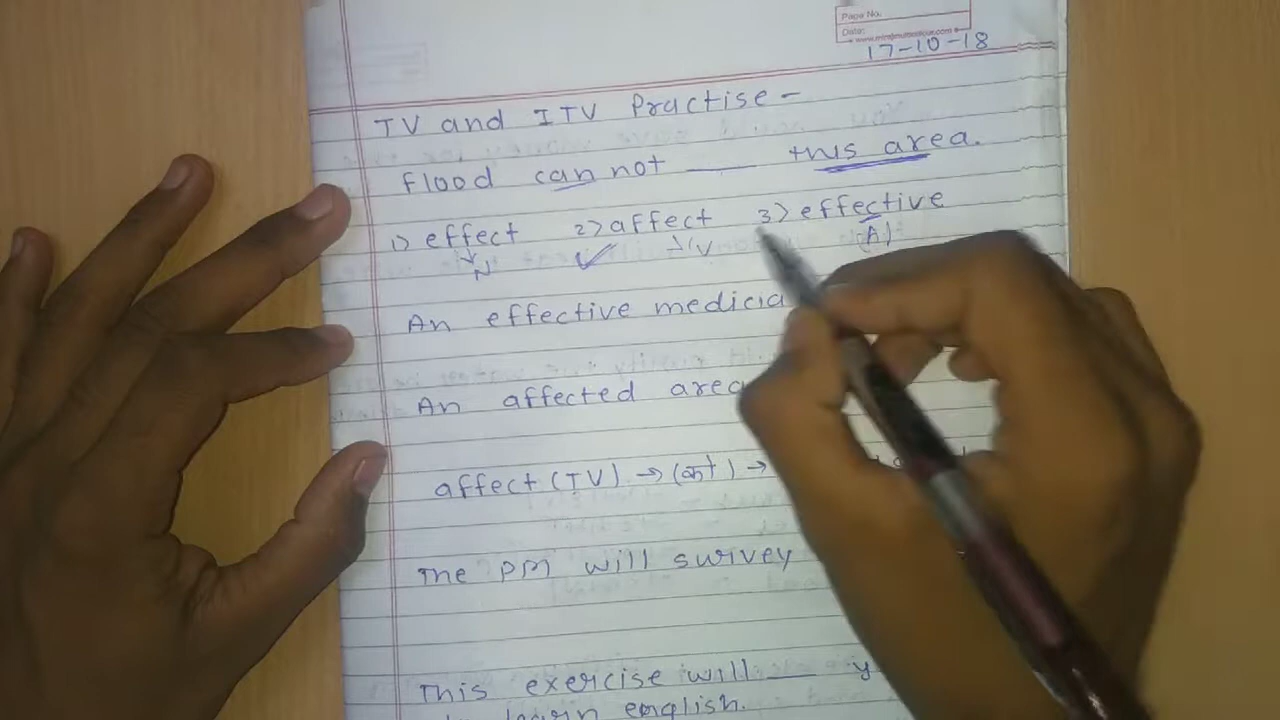 Page No.
Date:
17-10-18
TV and ITV Practise -
Flood can not ___ this area.
1) effect 2) affect 3) effective
N V (A)
An effective medicia
An affected area
affect (TV) → (को) →
The PM will survey
This exercise will ___ y
learn english.